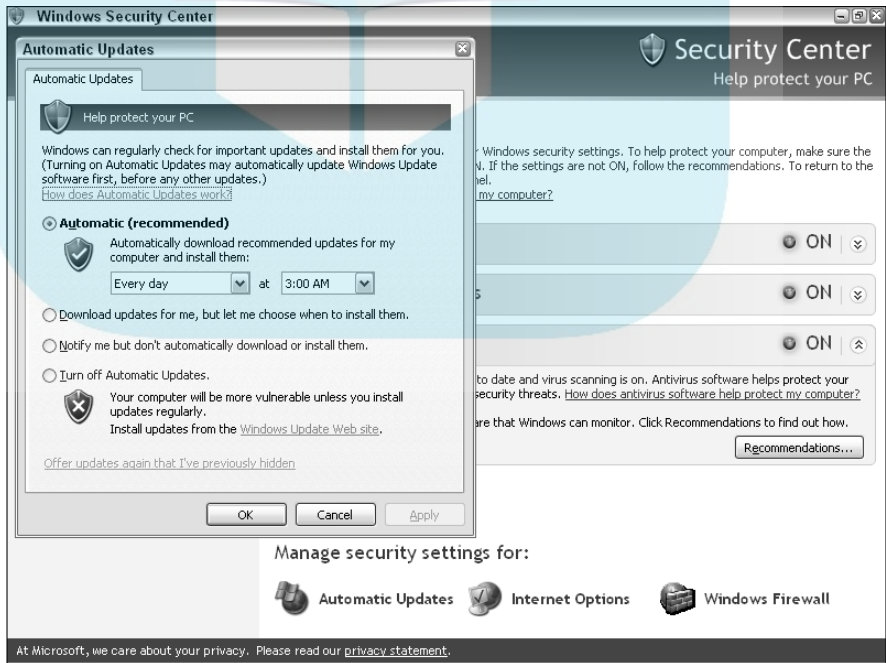 Windows Security Center
Automatic Updates
Security Center
Help protect your PC
Automatic Updates
Help protect your PC
Windows can regularly check for important updates and install them for you.
(Turning on Automatic Updates may automatically update Windows Update
software first, before any other updates.)
How does Automatic Updates work?
Automatic (recommended)
Automatically download recommended updates for my
computer and install them:
Every day at 3:00 AM
Download updates for me, but let me choose when to install them.
Notify me but don't automatically download or install them.
Turn off Automatic Updates.
Your computer will be more vulnerable unless you install
updates regularly.
Install updates from the Windows Update Web site.
Offer updates again that I've previously hidden
OK Cancel Apply
Windows security settings. To help protect your computer, make sure the
If the settings are not ON, follow the recommendations. To return to the
my computer?
ON
ON
ON
to date and virus scanning is on. Antivirus software helps protect your
security threats. How does antivirus software help protect my computer?
that Windows can monitor. Click Recommendations to find out how.
Recommendations...
Manage security settings for:
Automatic Updates Internet Options Windows Firewall
At Microsoft, we care about your privacy. Please read our privacy statement.